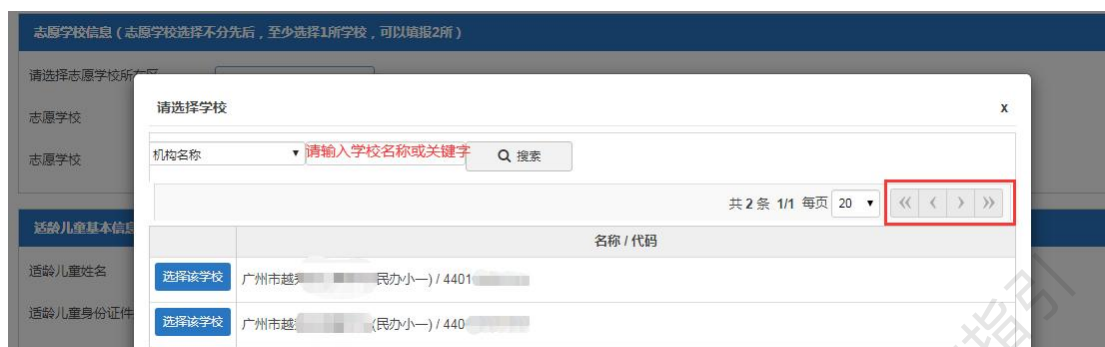 志愿学校信息（志愿学校选择不分先后，至少选择1所学校，可以填报2所）
请选择志愿学校所在区
请选择学校 x
志愿学校
机构名称 请输入学校名称或关键字 搜索
志愿学校
共 2 条 1/1 每页 20
适龄儿童基本信息
名称 / 代码
适龄儿童姓名
选择该学校 广州市越 民办小一) / 4401
适龄儿童身份证件
选择该学校 广州市越 (民办小一) / 440
指引